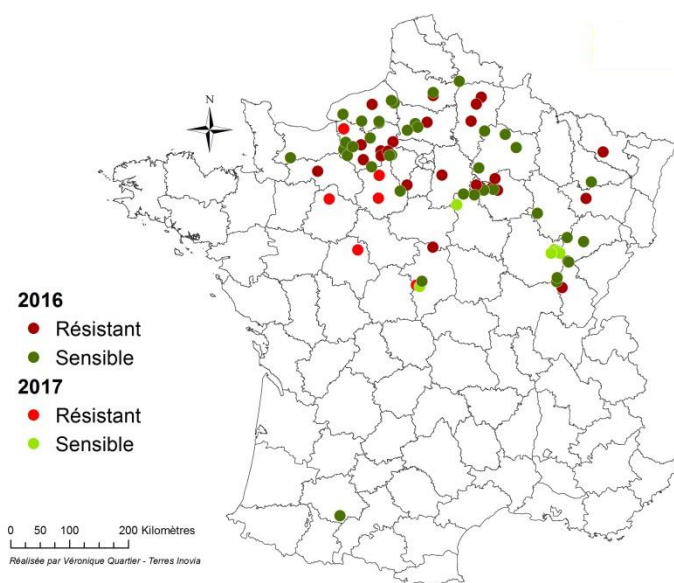 N
2016
Résistant
Sensible
2017
Résistant
Sensible
0 50 100 200 Kilomètres
Réalisée par Véronique Quartier - Terres Inovia